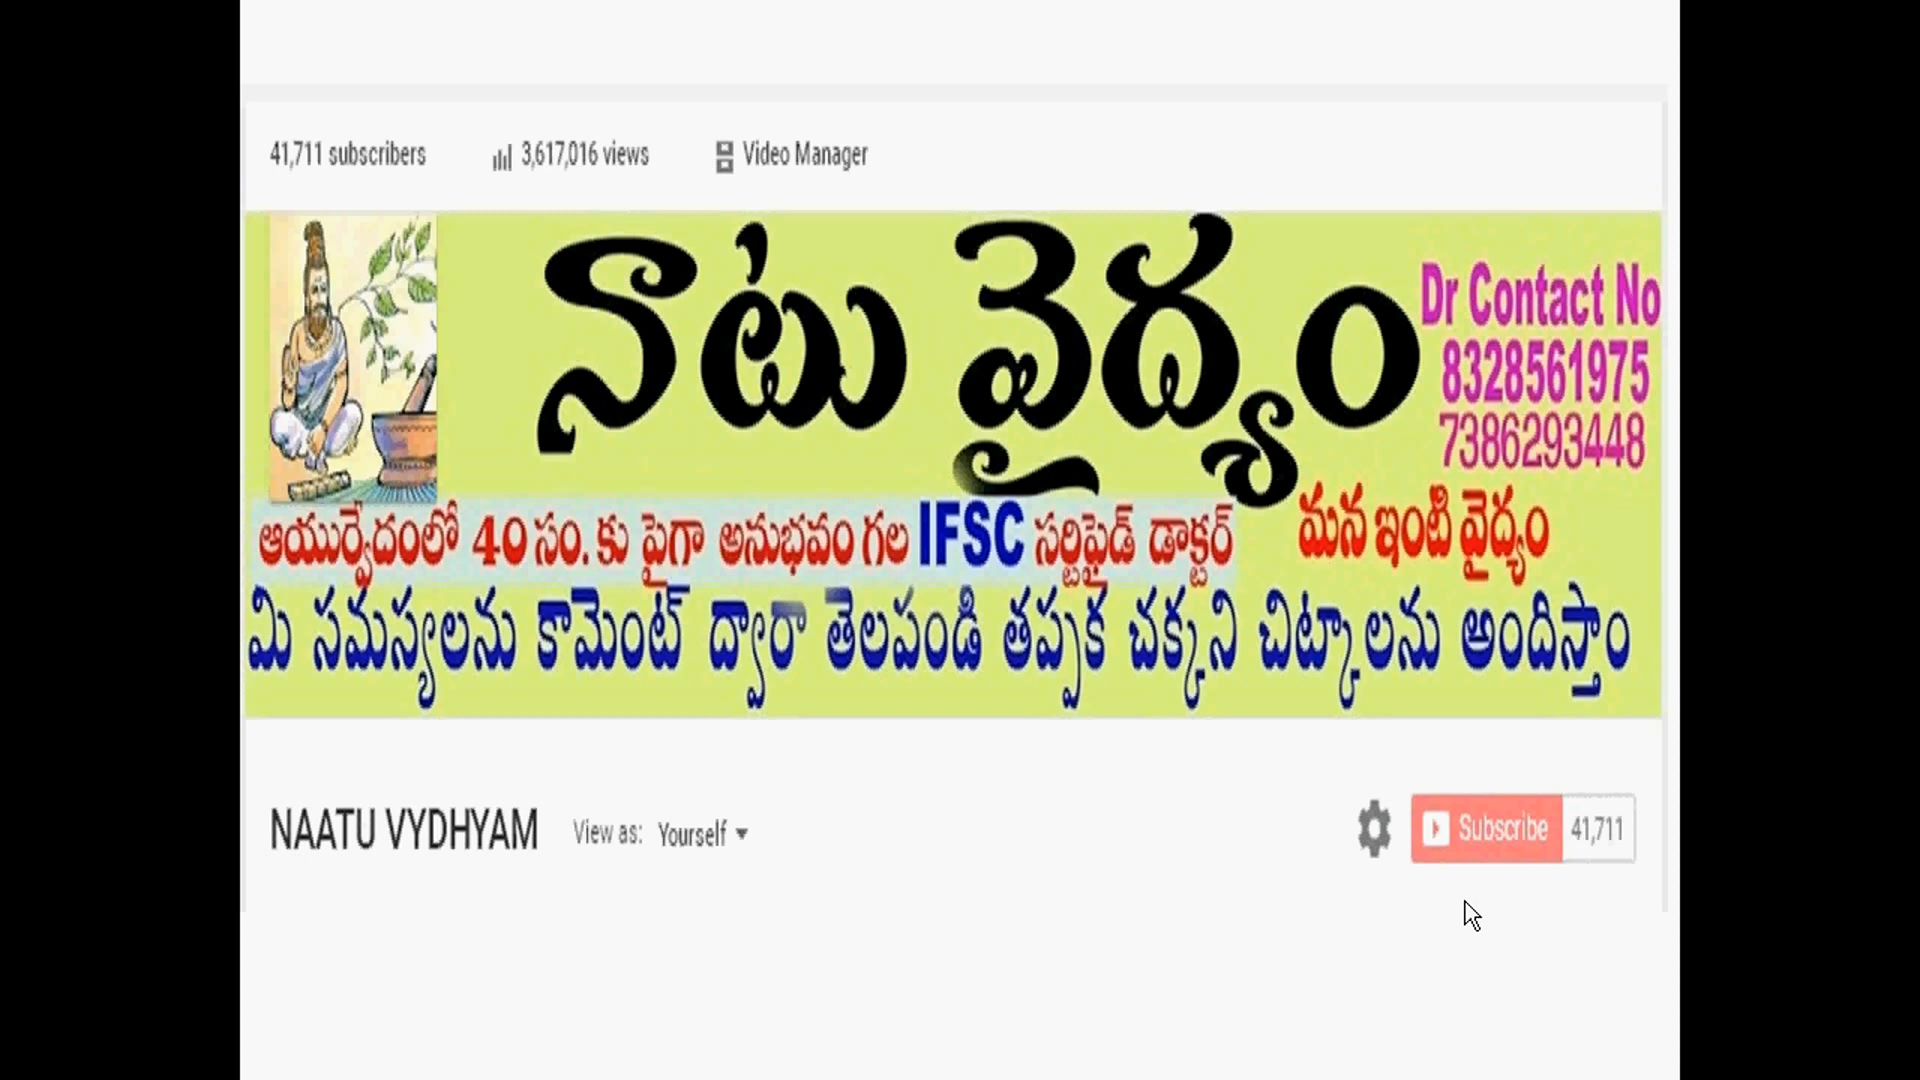 41,711 subscribers 3,617,016 views Video Manager
నాటు వైద్యం
Dr Contact No
8328561975
7386293448
ఆయుర్వేదంలో 40 సం. కు పైగా అనుభవం గల IFSC సర్టిఫైడ్ డాక్టర్ మన ఇంటి వైద్యం
మి సమస్యలను కామెంట్ ద్వారా తెలపండి తప్పక చక్కని చిట్కాలను అందిస్తాం
NAATU VYDHYAM View as: Yourself Subscribe 41,711